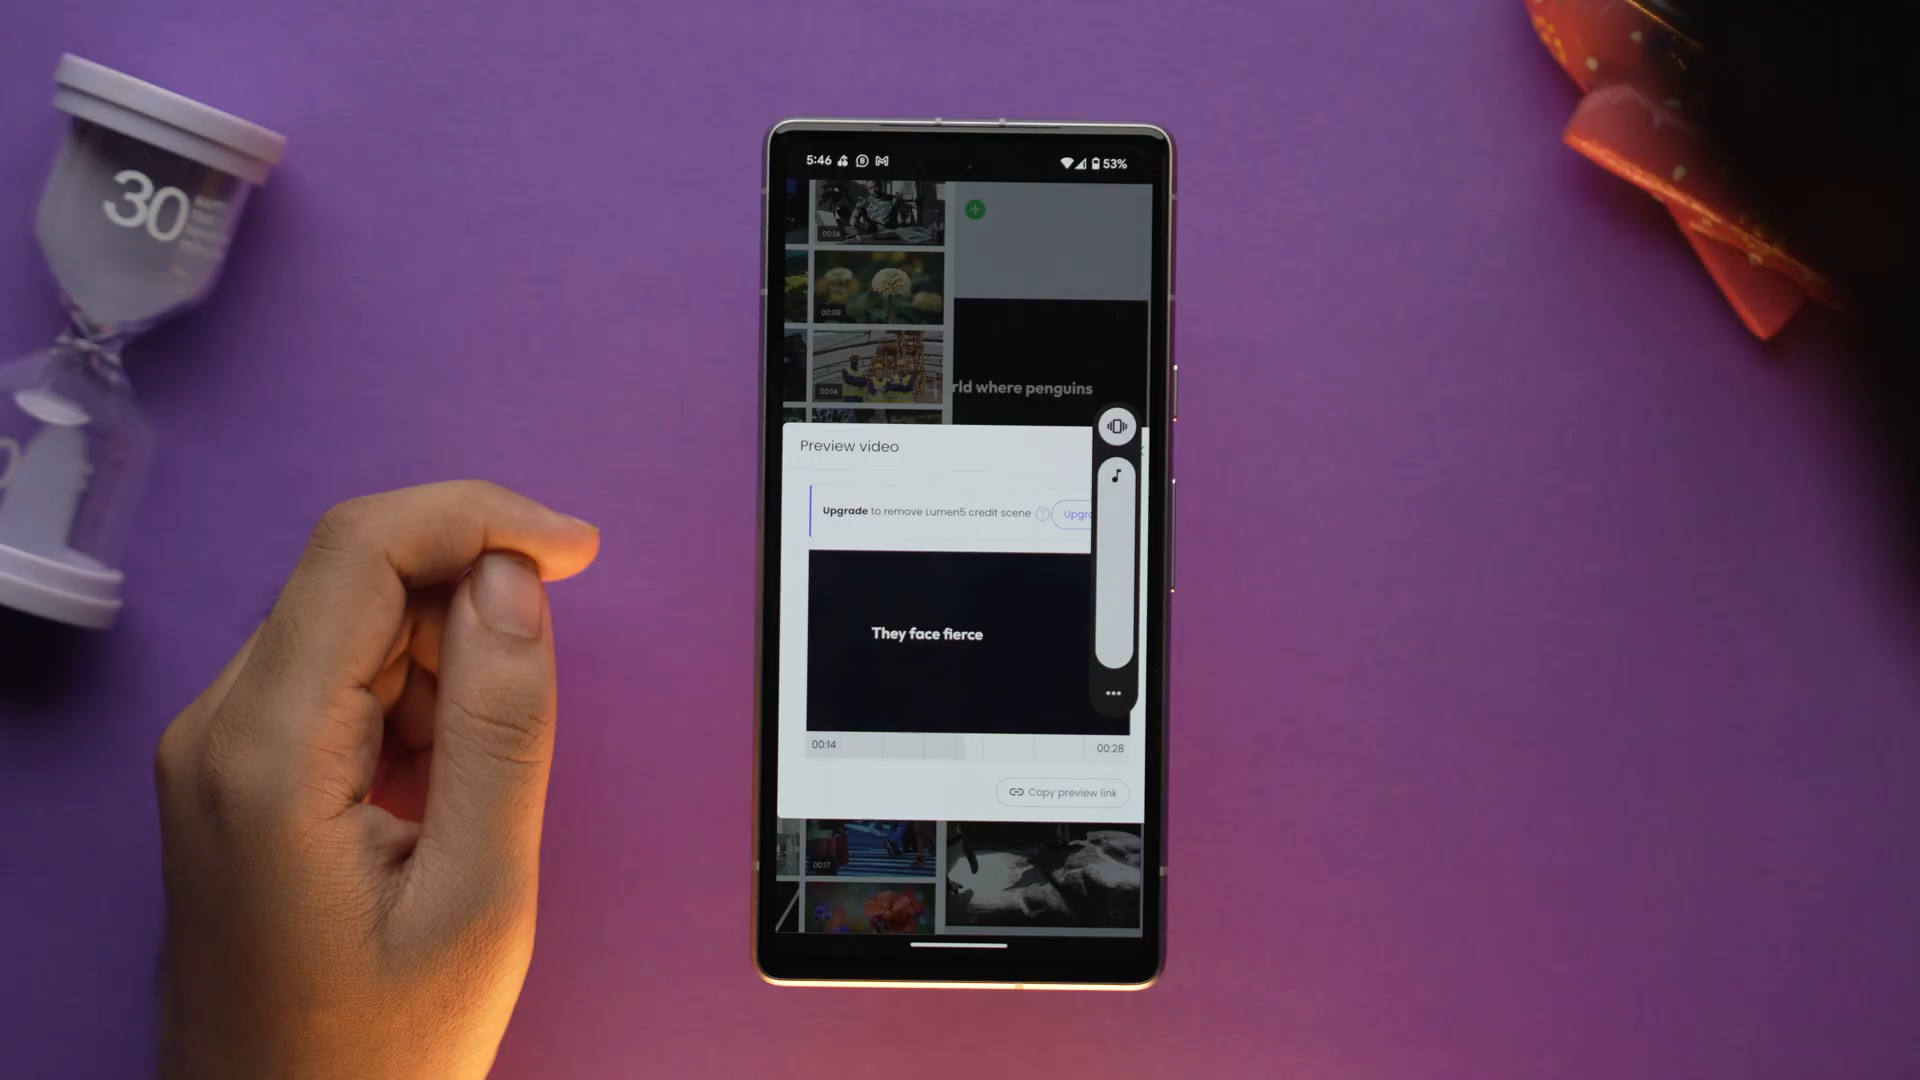 30
5:46
53%
00:14
00:08
00:14
rld where penguins
Preview video
Upgrade to remove Lumen5 credit scene ?
Upgr
They face fierce
00:14
00:28
Copy preview link
00:17